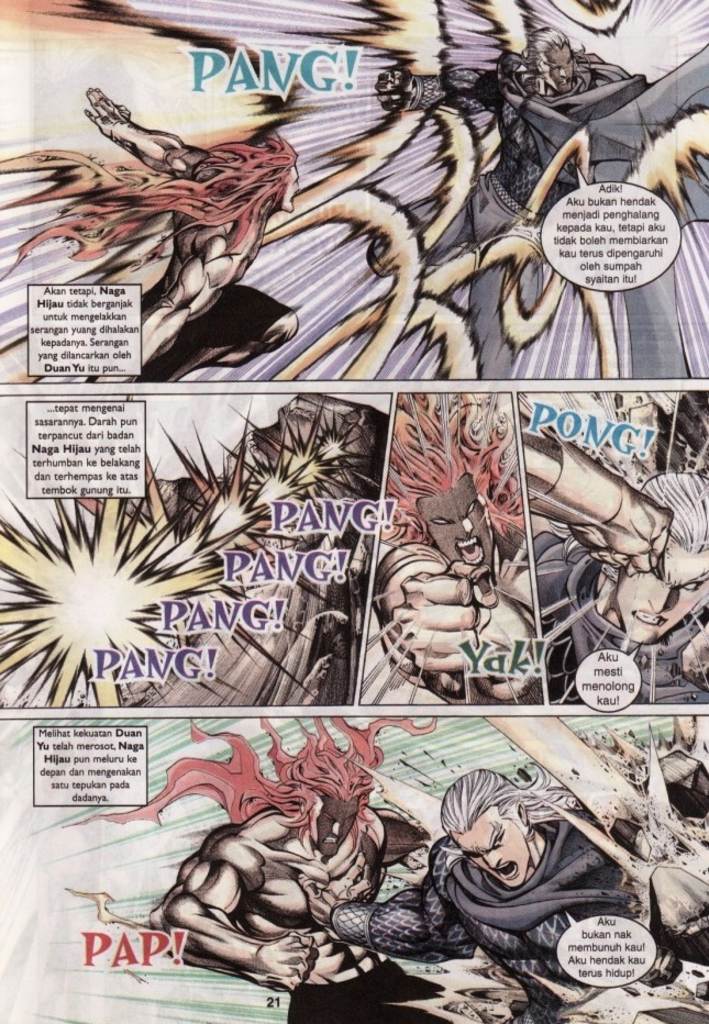 PANG!
Adik!
Aku bukan hendak
menjadi penghalang
kepada kau, tetapi aku
tidak boleh membiarkan
kau terus dipengaruhi
oleh sumpah
syaitan itu!
Akan tetapi, Naga
Hijau tidak berganjak
untuk mengelakkan
serangan yuang dihalakan
kepadanya. Serangan
yang dilancarkan oleh
Duan Yu itu pun...
...tepat mengenai
sasarannya. Darah pun
terpancut dari badan
Naga Hijau yang telah
terhumban ke belakang
dan terhempas ke atas
tembok gunung itu.
PANG!
PANG!
PANG!
PANG!
Yak!
PONG!
Aku
mesti
menolong
kau!
Melihat kekuatan Duan
Yu telah merosot, Naga
Hijau pun meluru ke
depan dan mengenakan
satu tepukan pada
dadanya.
PAP!
Aku
bukan nak
membunuh kau!
Aku hendak kau
terus hidup!
21